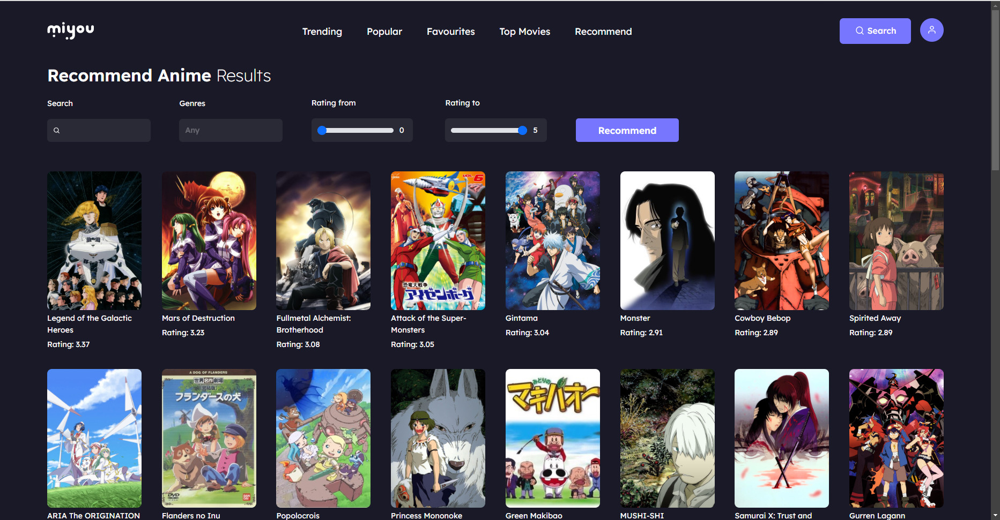 miyou
Trending Popular Favourites Top Movies Recommend
Search
Recommend Anime Results
Search Genres Rating from Rating to
Any 0 5 Recommend
VOL.6
恐竜大戦争
アイゼンボーグ
DVD
Legend of the Galactic
Heroes
Rating: 3.37
Mars of Destruction
Rating: 3.23
Fullmetal Alchemist:
Brotherhood
Rating: 3.08
Attack of the Super-
Monsters
Rating: 3.05
Gintama
Rating: 3.04
Monster
Rating: 2.91
Cowboy Bebop
Rating: 2.89
Spirited Away
Rating: 2.89
A DOG OF FLANDERS
世界名作劇場
[完結版]
フランダースの犬
DVD
VIDEO
BAN
DAI
みどりの
マキバオー
ARIA The ORIGINATION
Flanders no Inu
Popolocrois
Princess Mononoke
Green Makibao
MUSHI-SHI
Samurai X: Trust and
Gurren Lagann